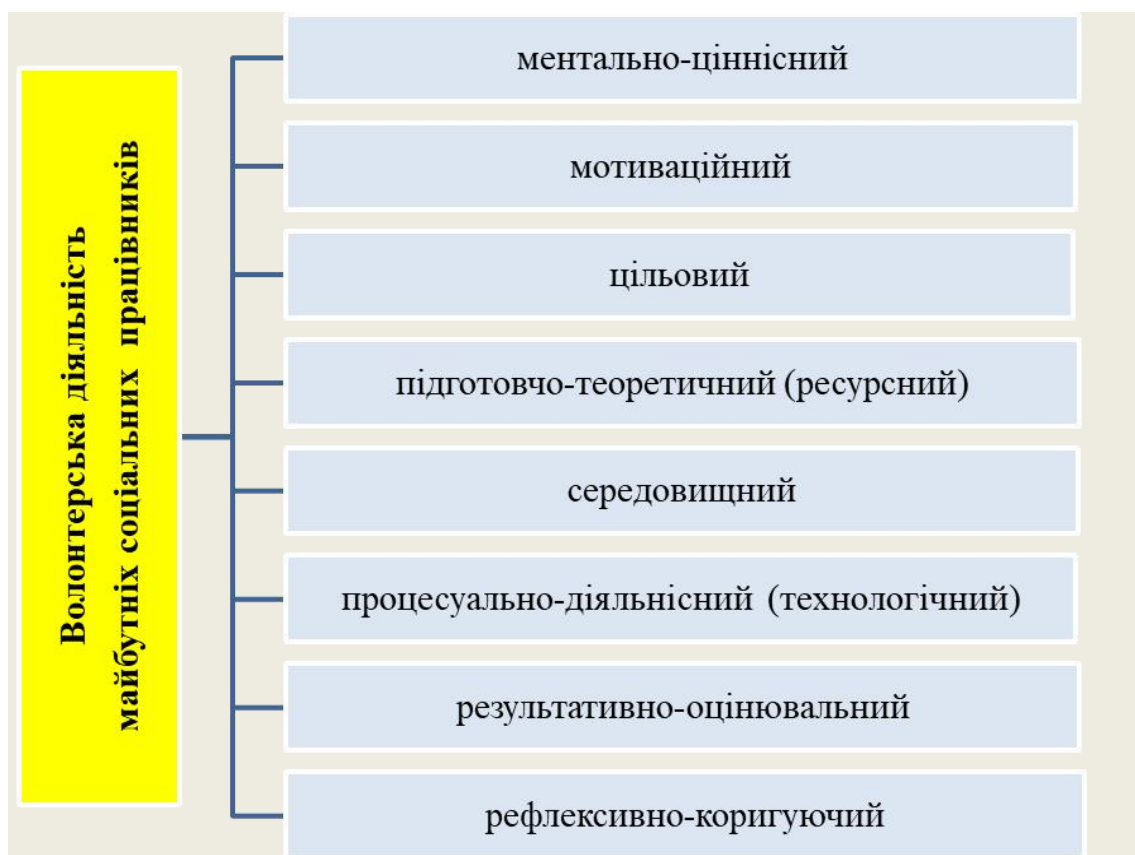 Волонтерська діяльність
майбутніх соціальних працівників
ментально-ціннісний
мотиваційний
цільовий
підготовчо-теоретичний (ресурсний)
середовищний
процесуально-діяльнісний (технологічний)
результативно-оцінювальний
рефлексивно-коригуючий